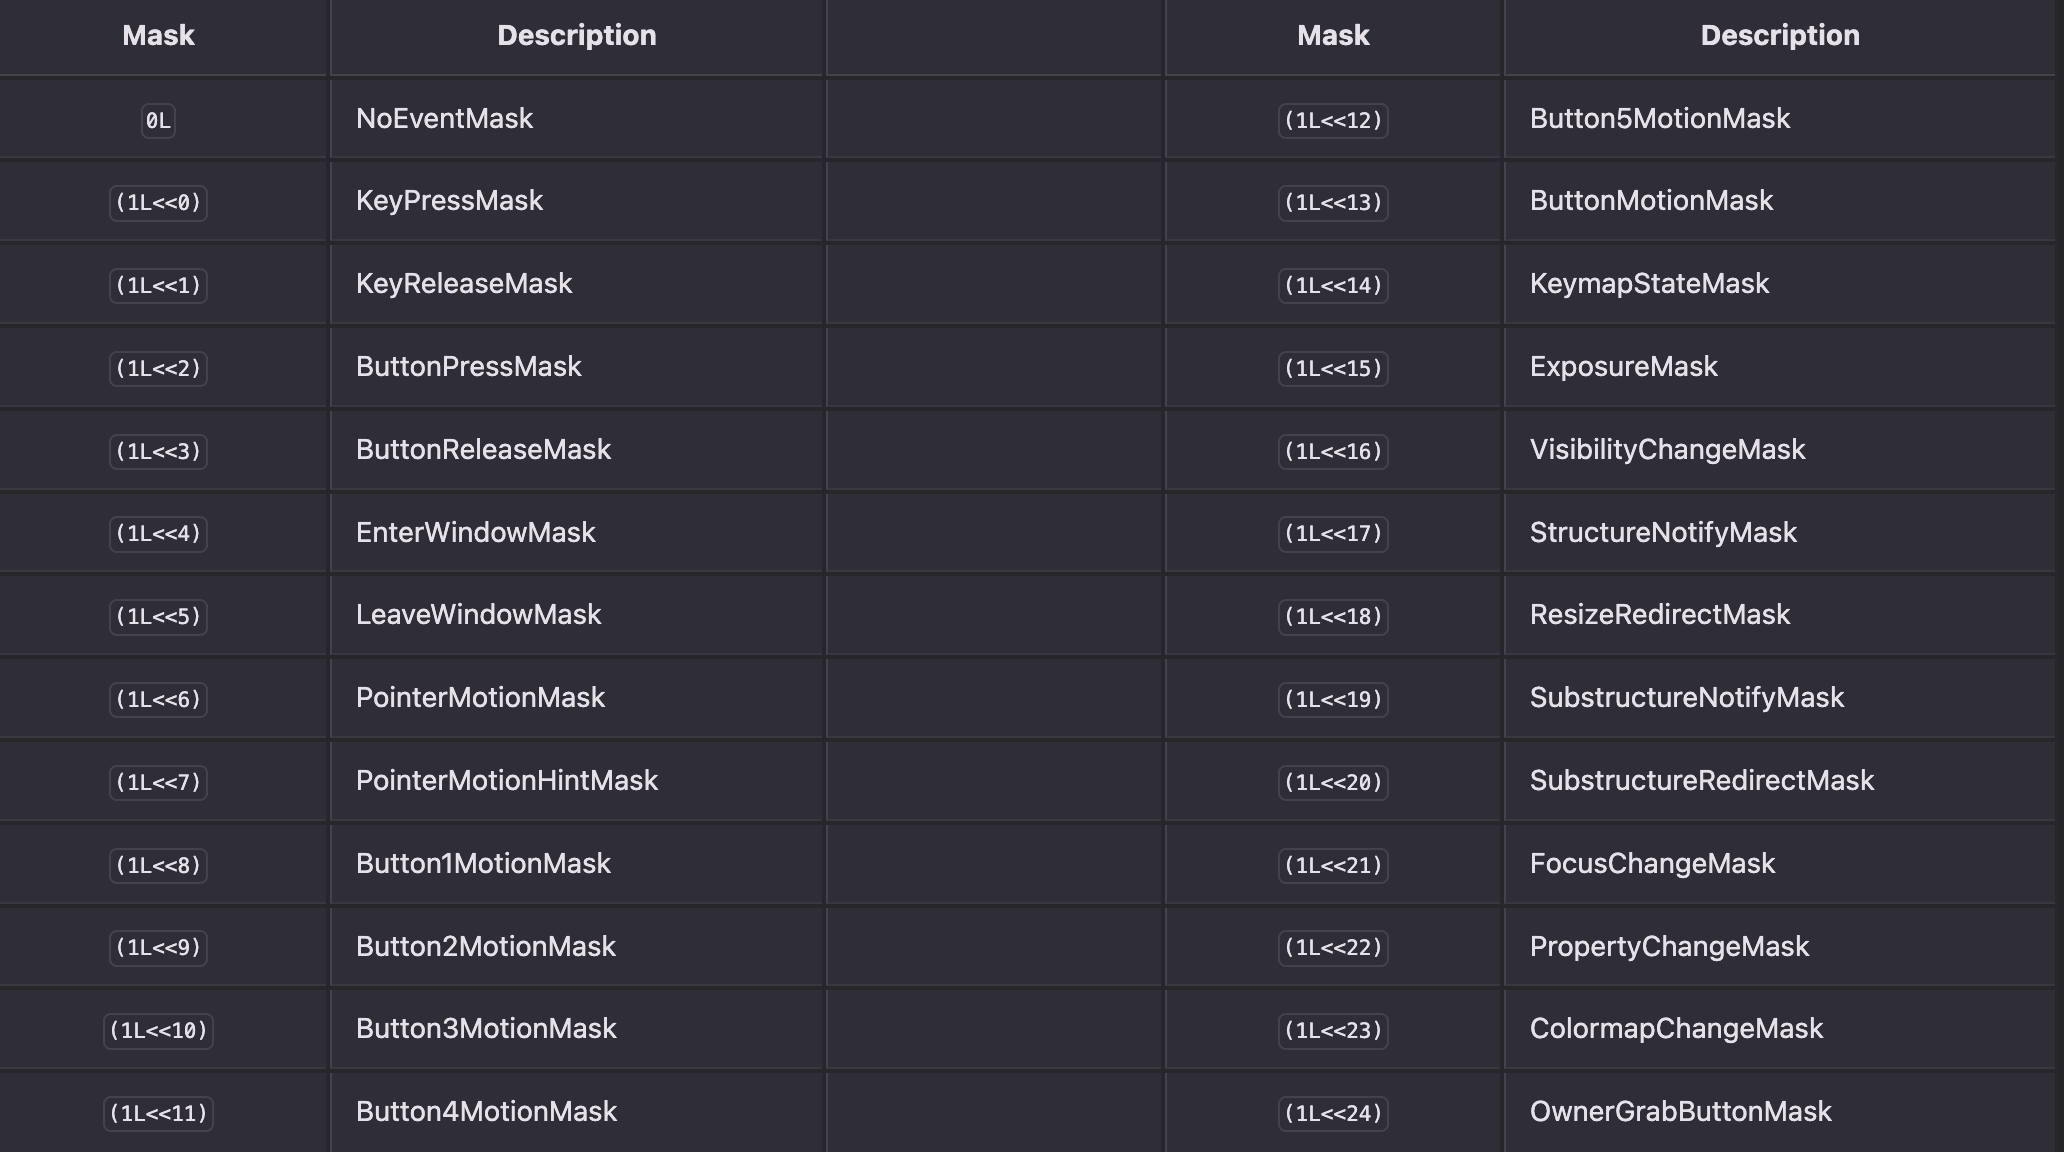 Mask Description Mask Description
0L NoEventMask (1L<<12) Button5MotionMask
(1L<<0) KeyPressMask (1L<<13) ButtonMotionMask
(1L<<1) KeyReleaseMask (1L<<14) KeymapStateMask
(1L<<2) ButtonPressMask (1L<<15) ExposureMask
(1L<<3) ButtonReleaseMask (1L<<16) VisibilityChangeMask
(1L<<4) EnterWindowMask (1L<<17) StructureNotifyMask
(1L<<5) LeaveWindowMask (1L<<18) ResizeRedirectMask
(1L<<6) PointerMotionMask (1L<<19) SubstructureNotifyMask
(1L<<7) PointerMotionHintMask (1L<<20) SubstructureRedirectMask
(1L<<8) Button1MotionMask (1L<<21) FocusChangeMask
(1L<<9) Button2MotionMask (1L<<22) PropertyChangeMask
(1L<<10) Button3MotionMask (1L<<23) ColormapChangeMask
(1L<<11) Button4MotionMask (1L<<24) OwnerGrabButtonMask